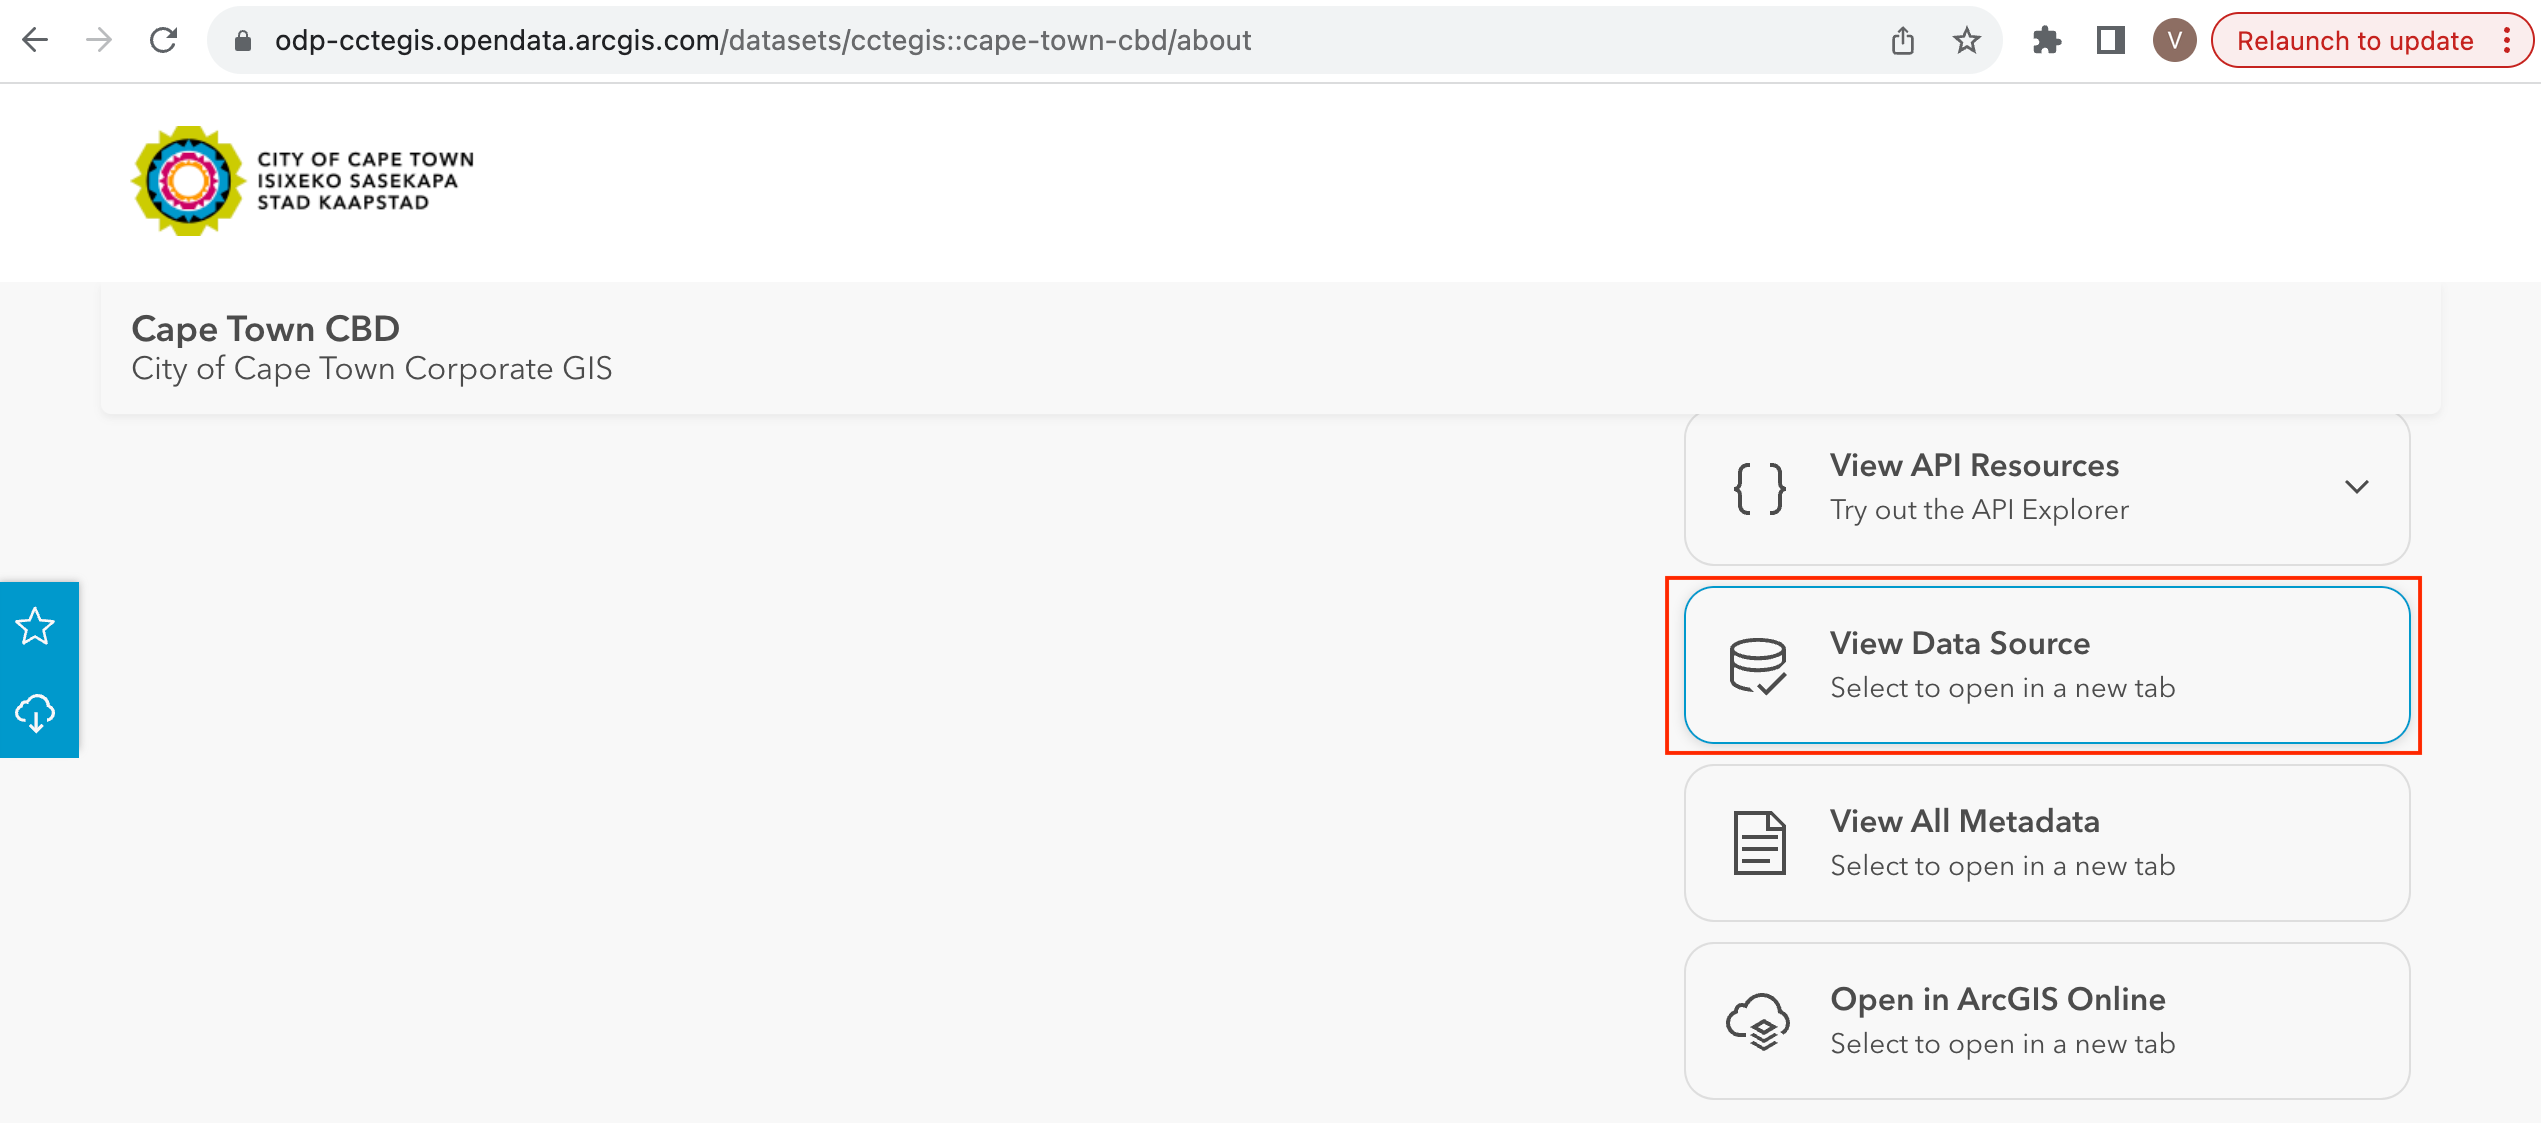 odp-cctegis.opendata.arcgis.com/datasets/cctegis::cape-town-cbd/about
V
Relaunch to update
CITY OF CAPE TOWN
ISIXEKO SASEKAPA
STAD KAAPSTAD
Cape Town CBD
City of Cape Town Corporate GIS
View API Resources
Try out the API Explorer
View Data Source
Select to open in a new tab
View All Metadata
Select to open in a new tab
Open in ArcGIS Online
Select to open in a new tab